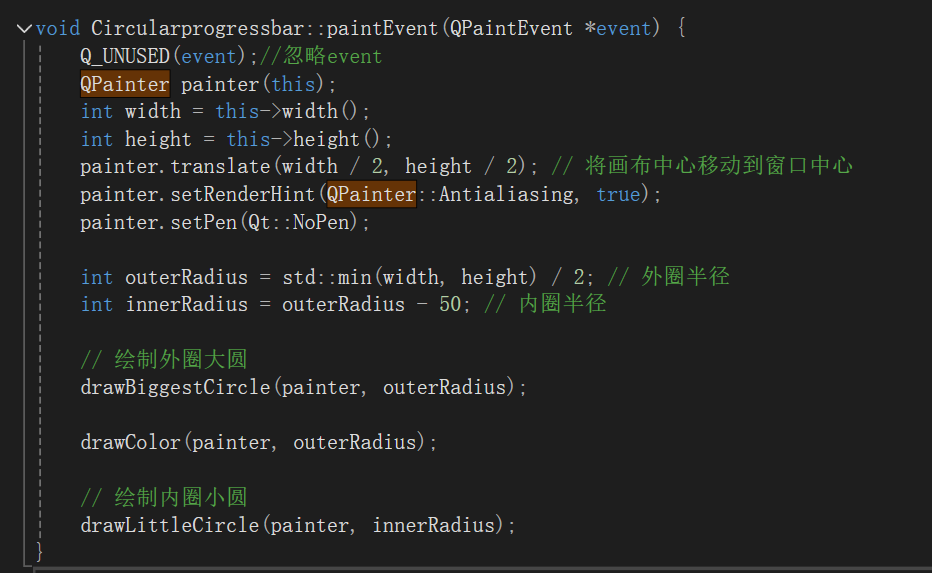 void Circularprogressbar::paintEvent(QPaintEvent *event) {
Q_UNUSED(event);//忽略event
QPainter painter(this);
int width = this->width();
int height = this->height();
painter.translate(width / 2, height / 2); // 将画布中心移动到窗口中心
painter.setRenderHint(QPainter::Antialiasing, true);
painter.setPen(Qt::NoPen);
int outerRadius = std::min(width, height) / 2; // 外圈半径
int innerRadius = outerRadius - 50; // 内圈半径
// 绘制外圈大圆
drawBiggestCircle(painter, outerRadius);
drawColor(painter, outerRadius);
// 绘制内圈小圆
drawLittleCircle(painter, innerRadius);
}